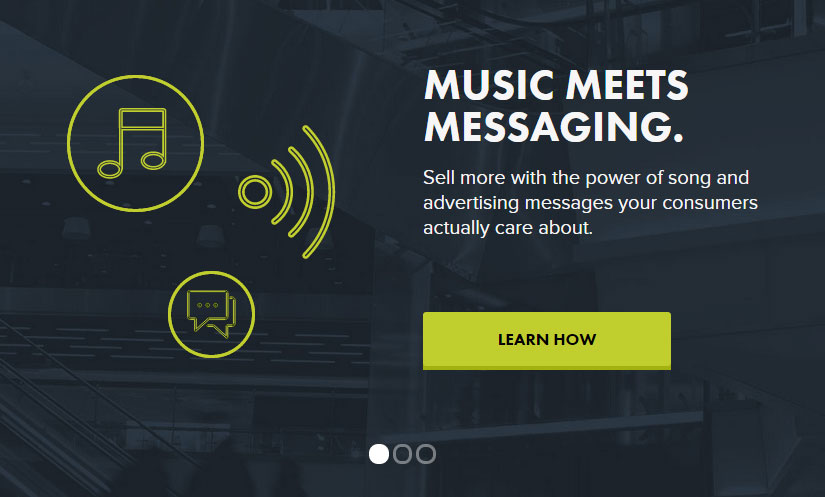 MUSIC MEETS
MESSAGING.
Sell more with the power of song and
advertising messages your consumers
actually care about.
LEARN HOW